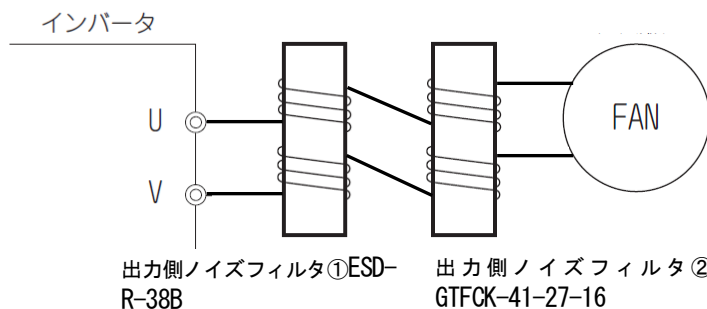 インバータ
U
FAN
V
出力側ノイズフィルタ①ESD-
R-38B
出力側ノイズフィルタ②
GTFCK-41-27-16